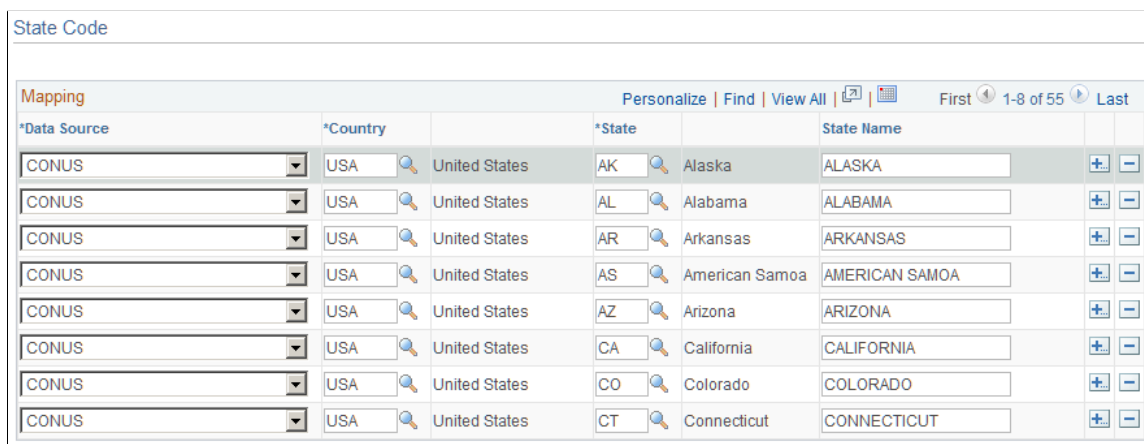 State Code
Mapping Personalize | Find | View All | | First 1-8 of 55 Last
*Data Source *Country *State State Name
CONUS USA United States AK Alaska ALASKA
CONUS USA United States AL Alabama ALABAMA
CONUS USA United States AR Arkansas ARKANSAS
CONUS USA United States AS American Samoa AMERICAN SAMOA
CONUS USA United States AZ Arizona ARIZONA
CONUS USA United States CA California CALIFORNIA
CONUS USA United States CO Colorado COLORADO
CONUS USA United States CT Connecticut CONNECTICUT